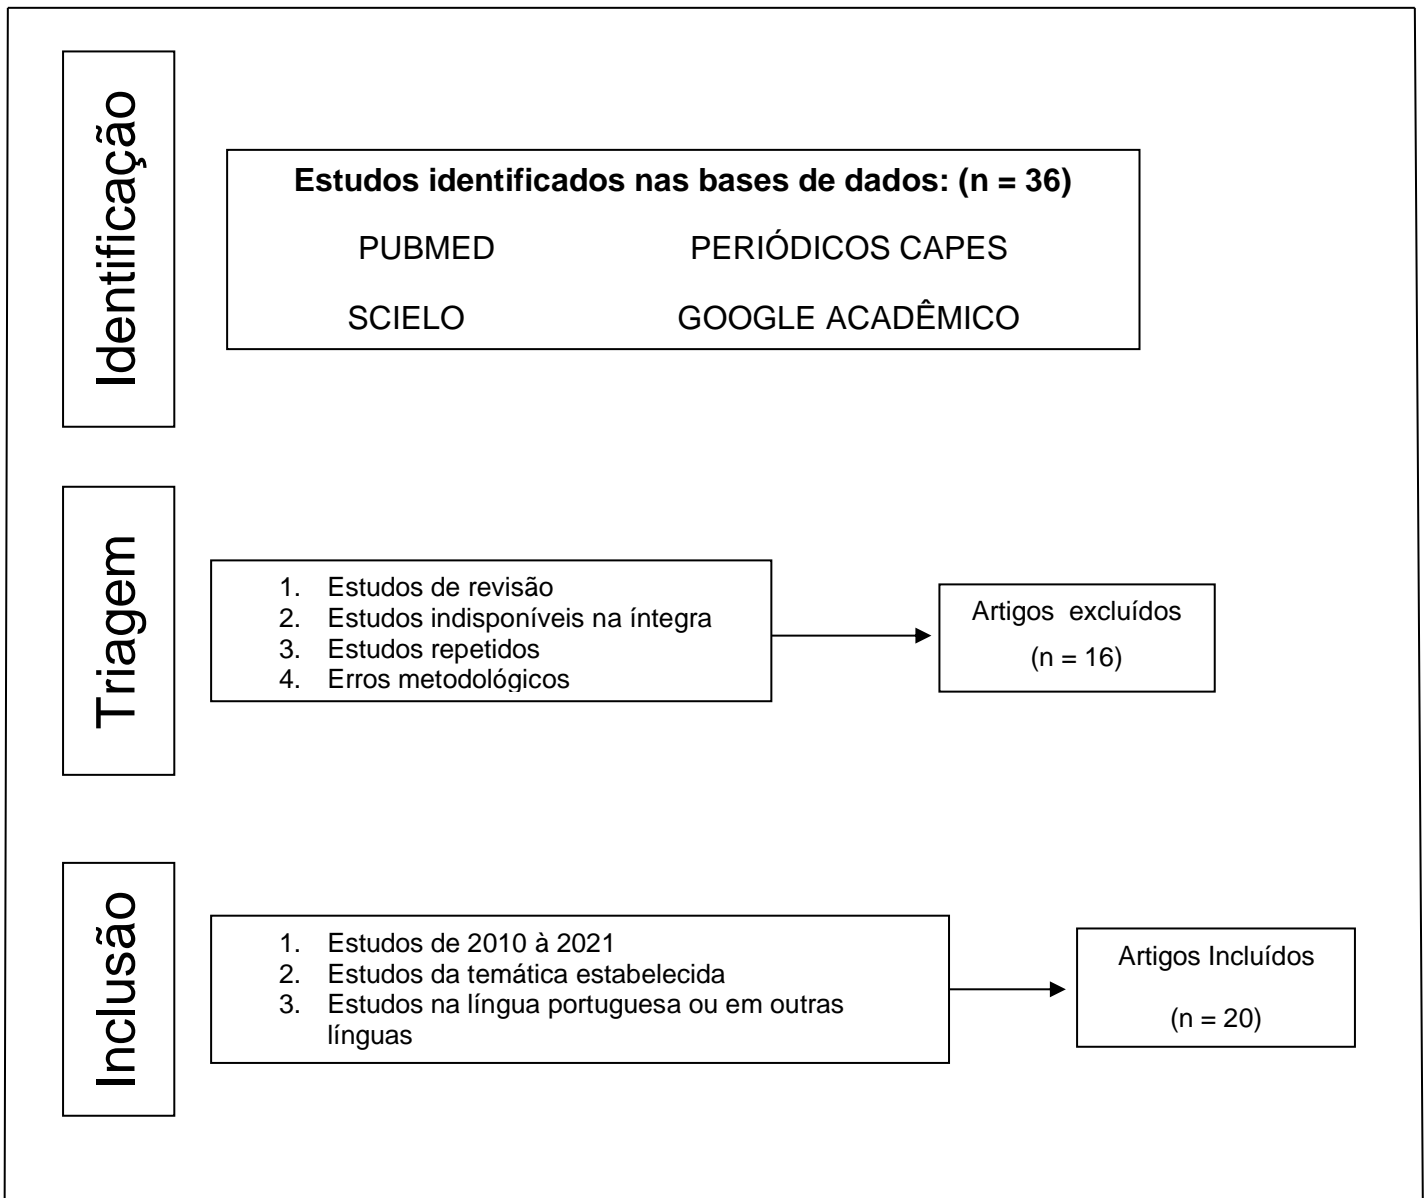 Identificação
Estudos identificados nas bases de dados: (n = 36)
PUBMED PERIÓDICOS CAPES
SCIELO GOOGLE ACADÊMICO
Triagem
1. Estudos de revisão
2. Estudos indisponíveis na íntegra
3. Estudos repetidos
4. Erros metodológicos
Artigos excluídos
(n = 16)
Inclusão
1. Estudos de 2010 à 2021
2. Estudos da temática estabelecida
3. Estudos na língua portuguesa ou em outras
línguas
Artigos Incluídos
(n = 20)